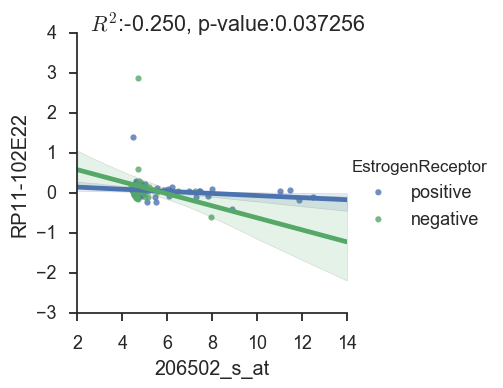 R²:-0.250, p-value:0.037256
4
3
2
1
0
−1
−2
−3
RP11-102E22
2 4 6 8 10 12 14
206502_s_at
EstrogenReceptor
positive
negative